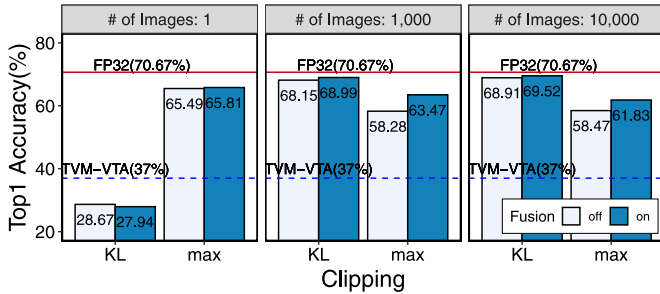 # of Images: 1
# of Images: 1,000
# of Images: 10,000
Top1 Accuracy(%)
80
60
40
20
FP32(70.67%)
TVM-VTA(37%)
28.67
27.94
65.49
65.81
FP32(70.67%)
TVM-VTA(37%)
68.15
68.99
58.28
63.47
FP32(70.67%)
TVM-VTA(37%)
68.91
69.52
58.47
61.83
Fusion off on
KL max
KL max
KL max
Clipping